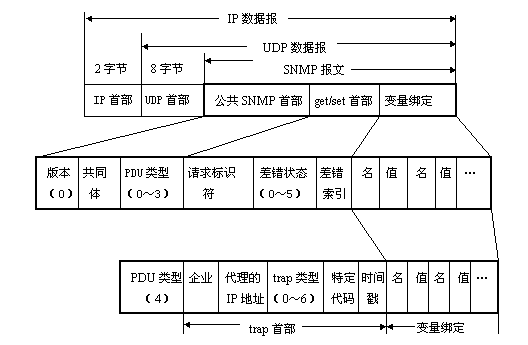 IP 数据报
UDP 数据报
2 字节
8 字节
SNMP 报文
IP 首部
UDP 首部
公共 SNMP 首部
get/set 首部
变量绑定
版本
(0)
共同
体
PDU 类型
(0～3)
请求标识
符
差错状态
(0～5)
差错
索引
名
值
名
值
…
PDU 类型
(4)
企业
代理的
IP 地址
trap 类型
(0～6)
特定
代码
时间
戳
名
值
名
值
…
trap 首部
变量绑定